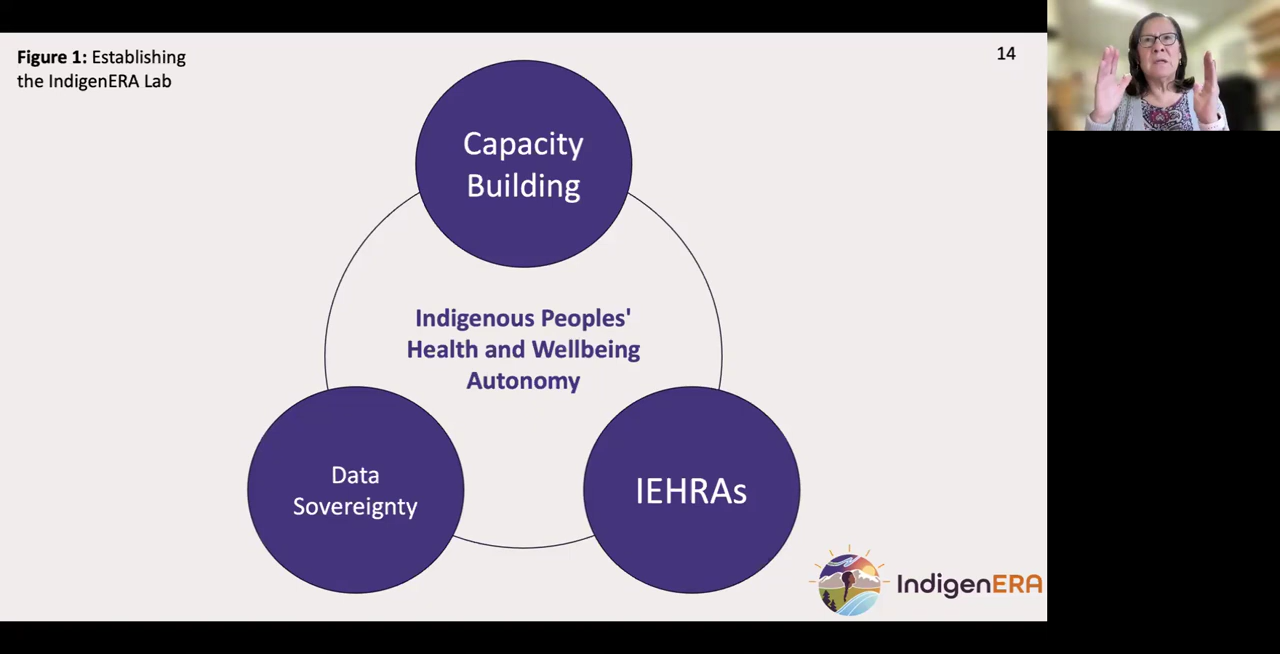 Figure 1: Establishing
the IndigenERA Lab
14
Capacity
Building
Indigenous Peoples'
Health and Wellbeing
Autonomy
Data
Sovereignty
IEHRAs
IndigenERA